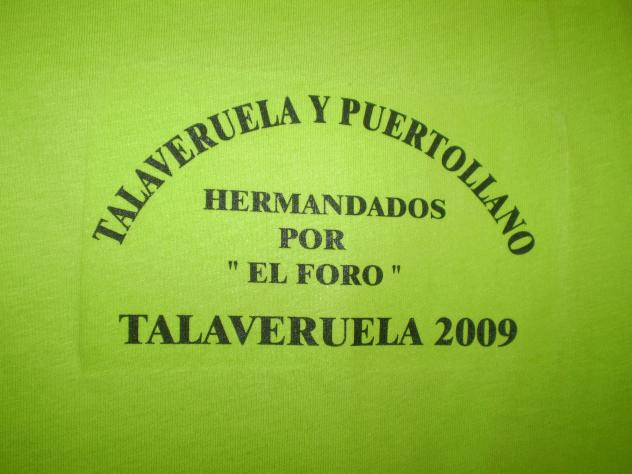 TALAVERUELA Y PUERTOLLANO
HERMANDADOS
POR
" EL FORO "
TALAVERUELA 2009